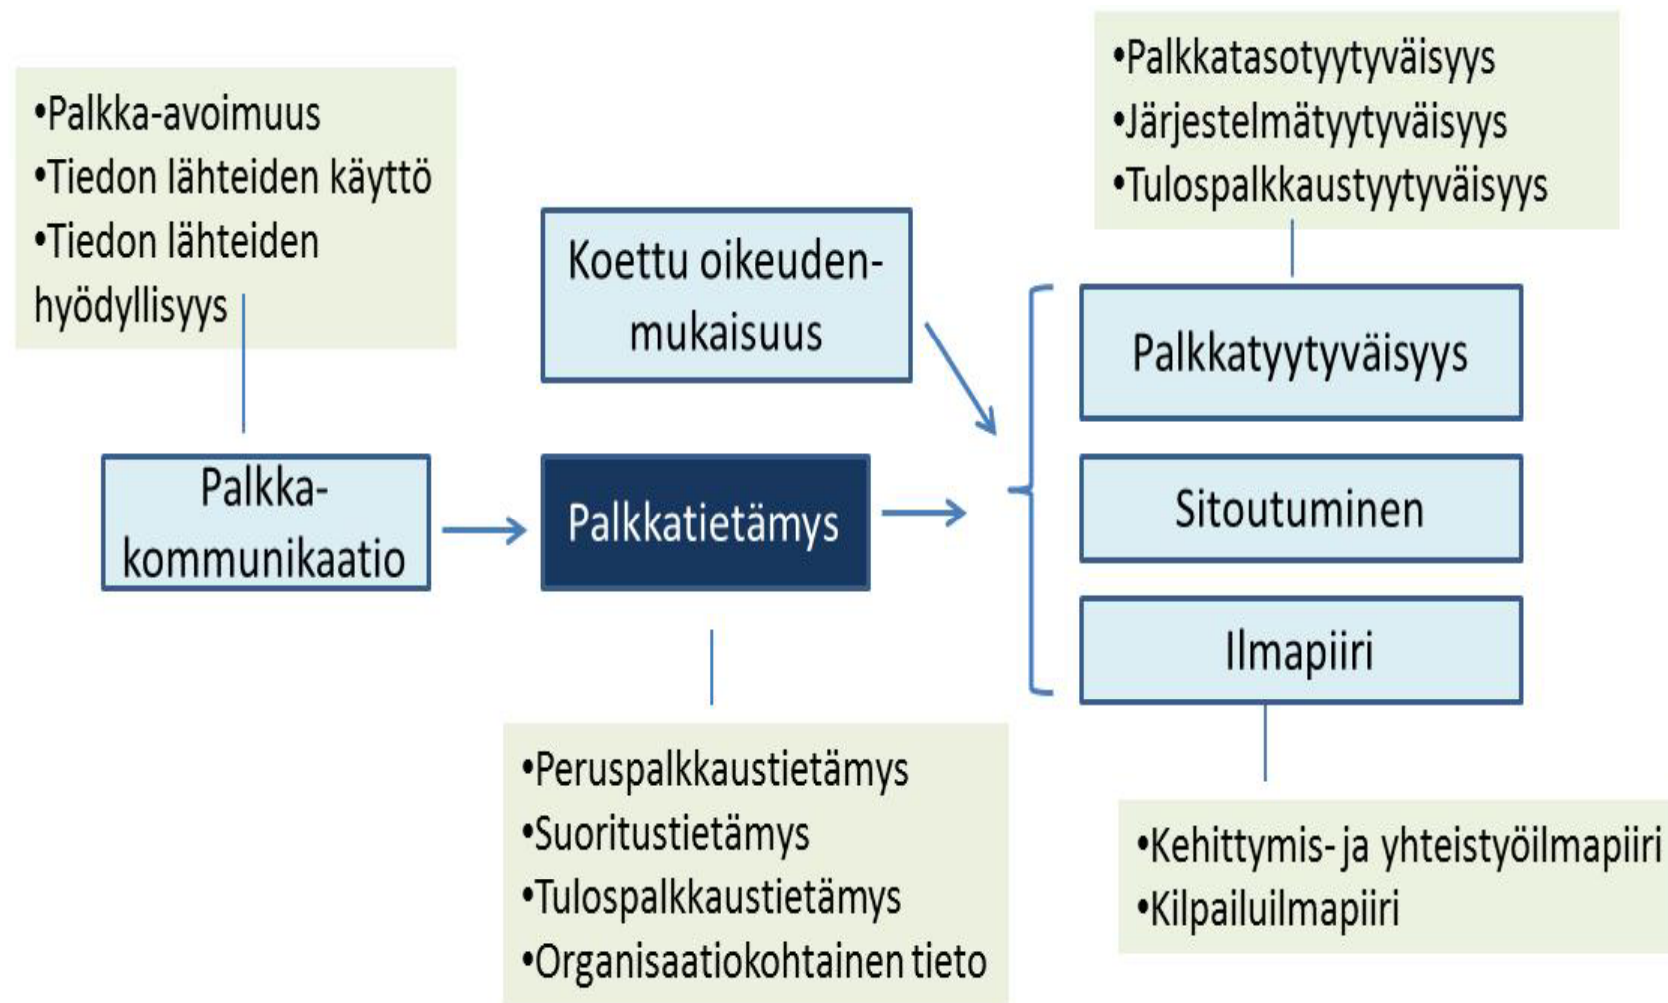 •Palkka-avoimuus
•Tiedon lähteiden käyttö
•Tiedon lähteiden
hyödyllisyys
Palkka-
kommunikaatio
Koettu oikeuden-
mukaisuus
Palkkatietämys
•Peruspalkkaustietämys
•Suoritustietämys
•Tulospalkkaustietämys
•Organisaatiokohtainen tieto
•Palkkatasotyytyväisyys
•Järjestelmätyytyväisyys
•Tulospalkkaustyytyväisyys
Palkkatyytyväisyys
Sitoutuminen
Ilmapiiri
•Kehittymis- ja yhteistyöilmapiiri
•Kilpailuilmapiiri